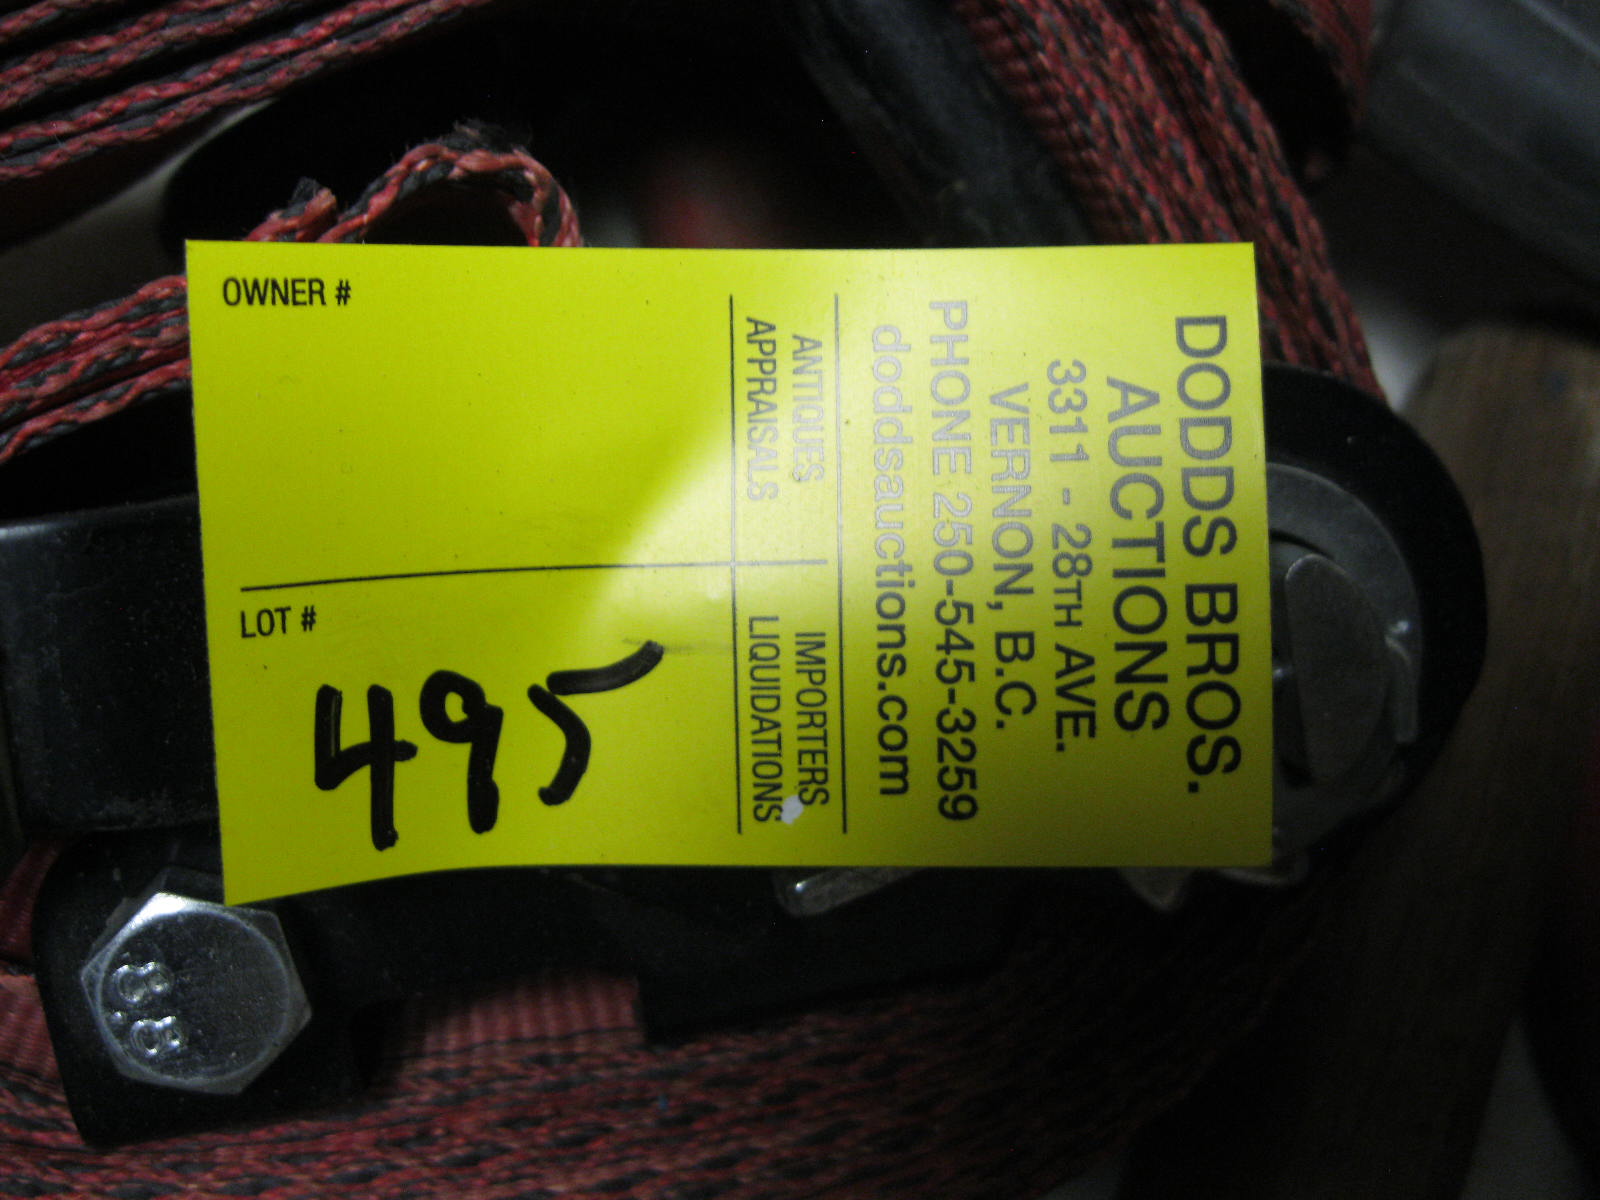 DODDS BROS.
AUCTIONS
3311 - 28TH AVE.
VERNON, B.C.
PHONE 250-545-3259
doddsauctions.com
ANTIQUES IMPORTERS
APPRAISALS LIQUIDATIONS
OWNER #
LOT #
495
8.8